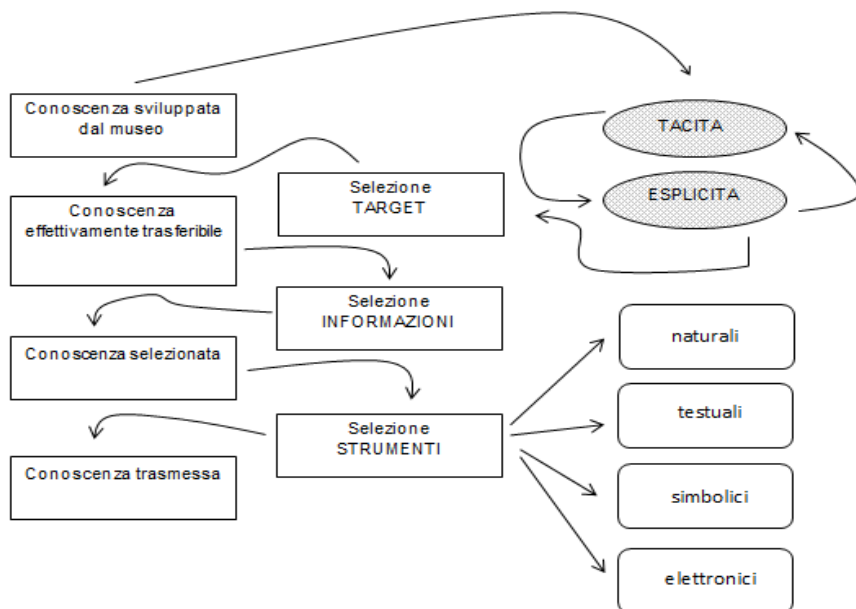 Conoscenza sviluppata
dal museo
TACITA
Selezione
TARGET
ESPLICITA
Conoscenza
effettivamente trasferibile
Selezione
INFORMAZIONI
naturali
Conoscenza selezionata
testuali
Selezione
STRUMENTI
Conoscenza trasmessa
simbolici
elettronici